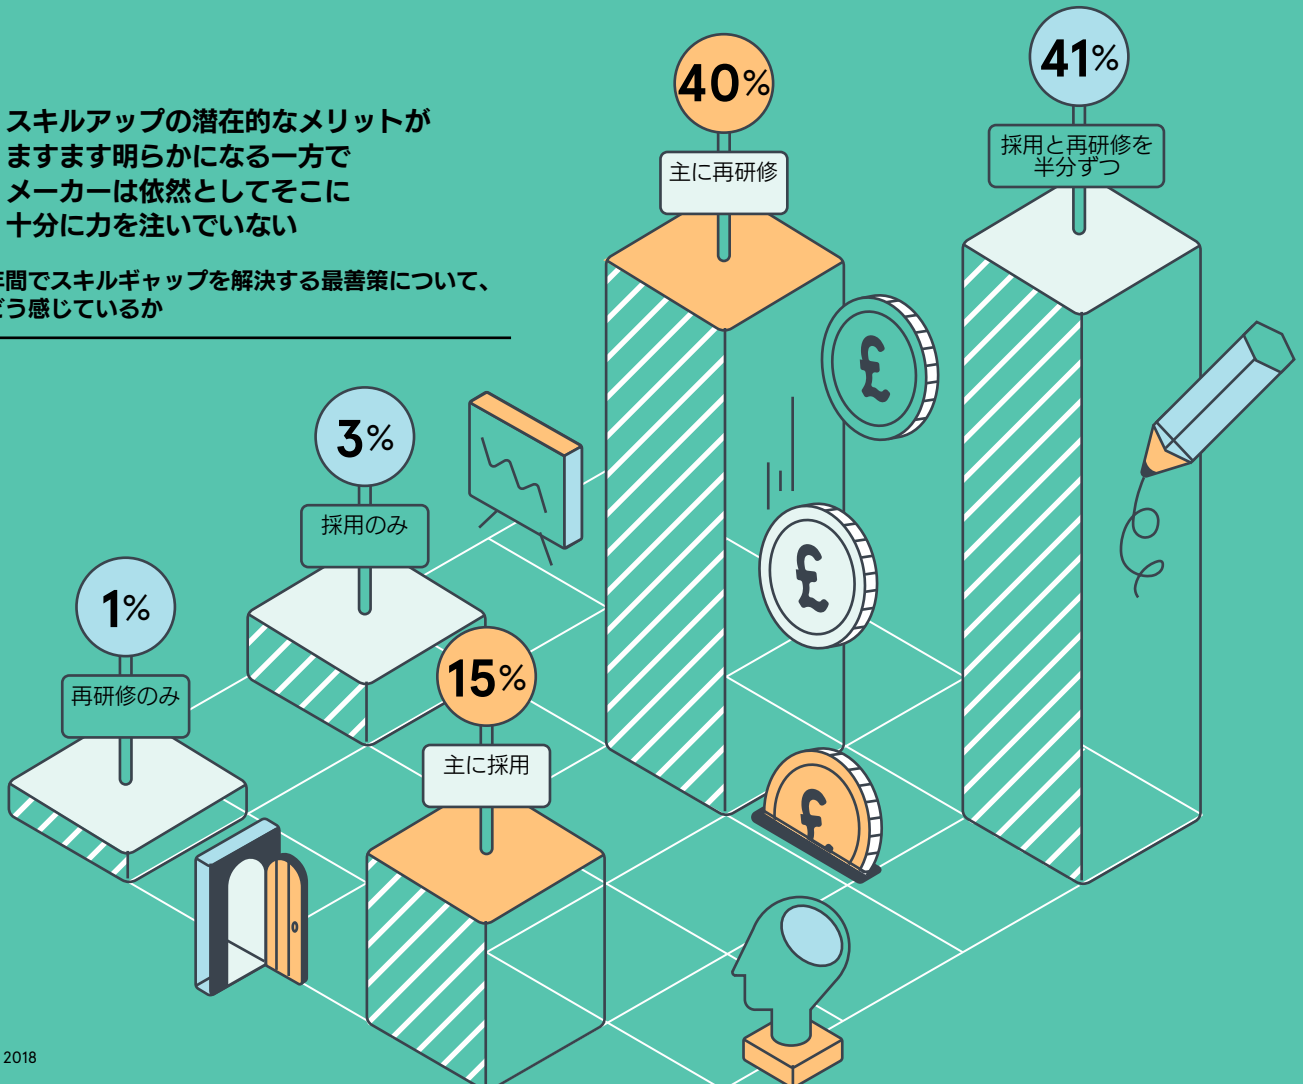 スキルアップの潜在的なメリットが
ますます明らかになる一方で
メーカーは依然としてそこに
十分に力を注いでいない
年間でスキルギャップを解決する最善策について、
どう感じているか
41%
採用と再研修を
半分ずつ
40%
主に再研修
3%
採用のみ
1%
再研修のみ
15%
主に採用
£
£
£
2018